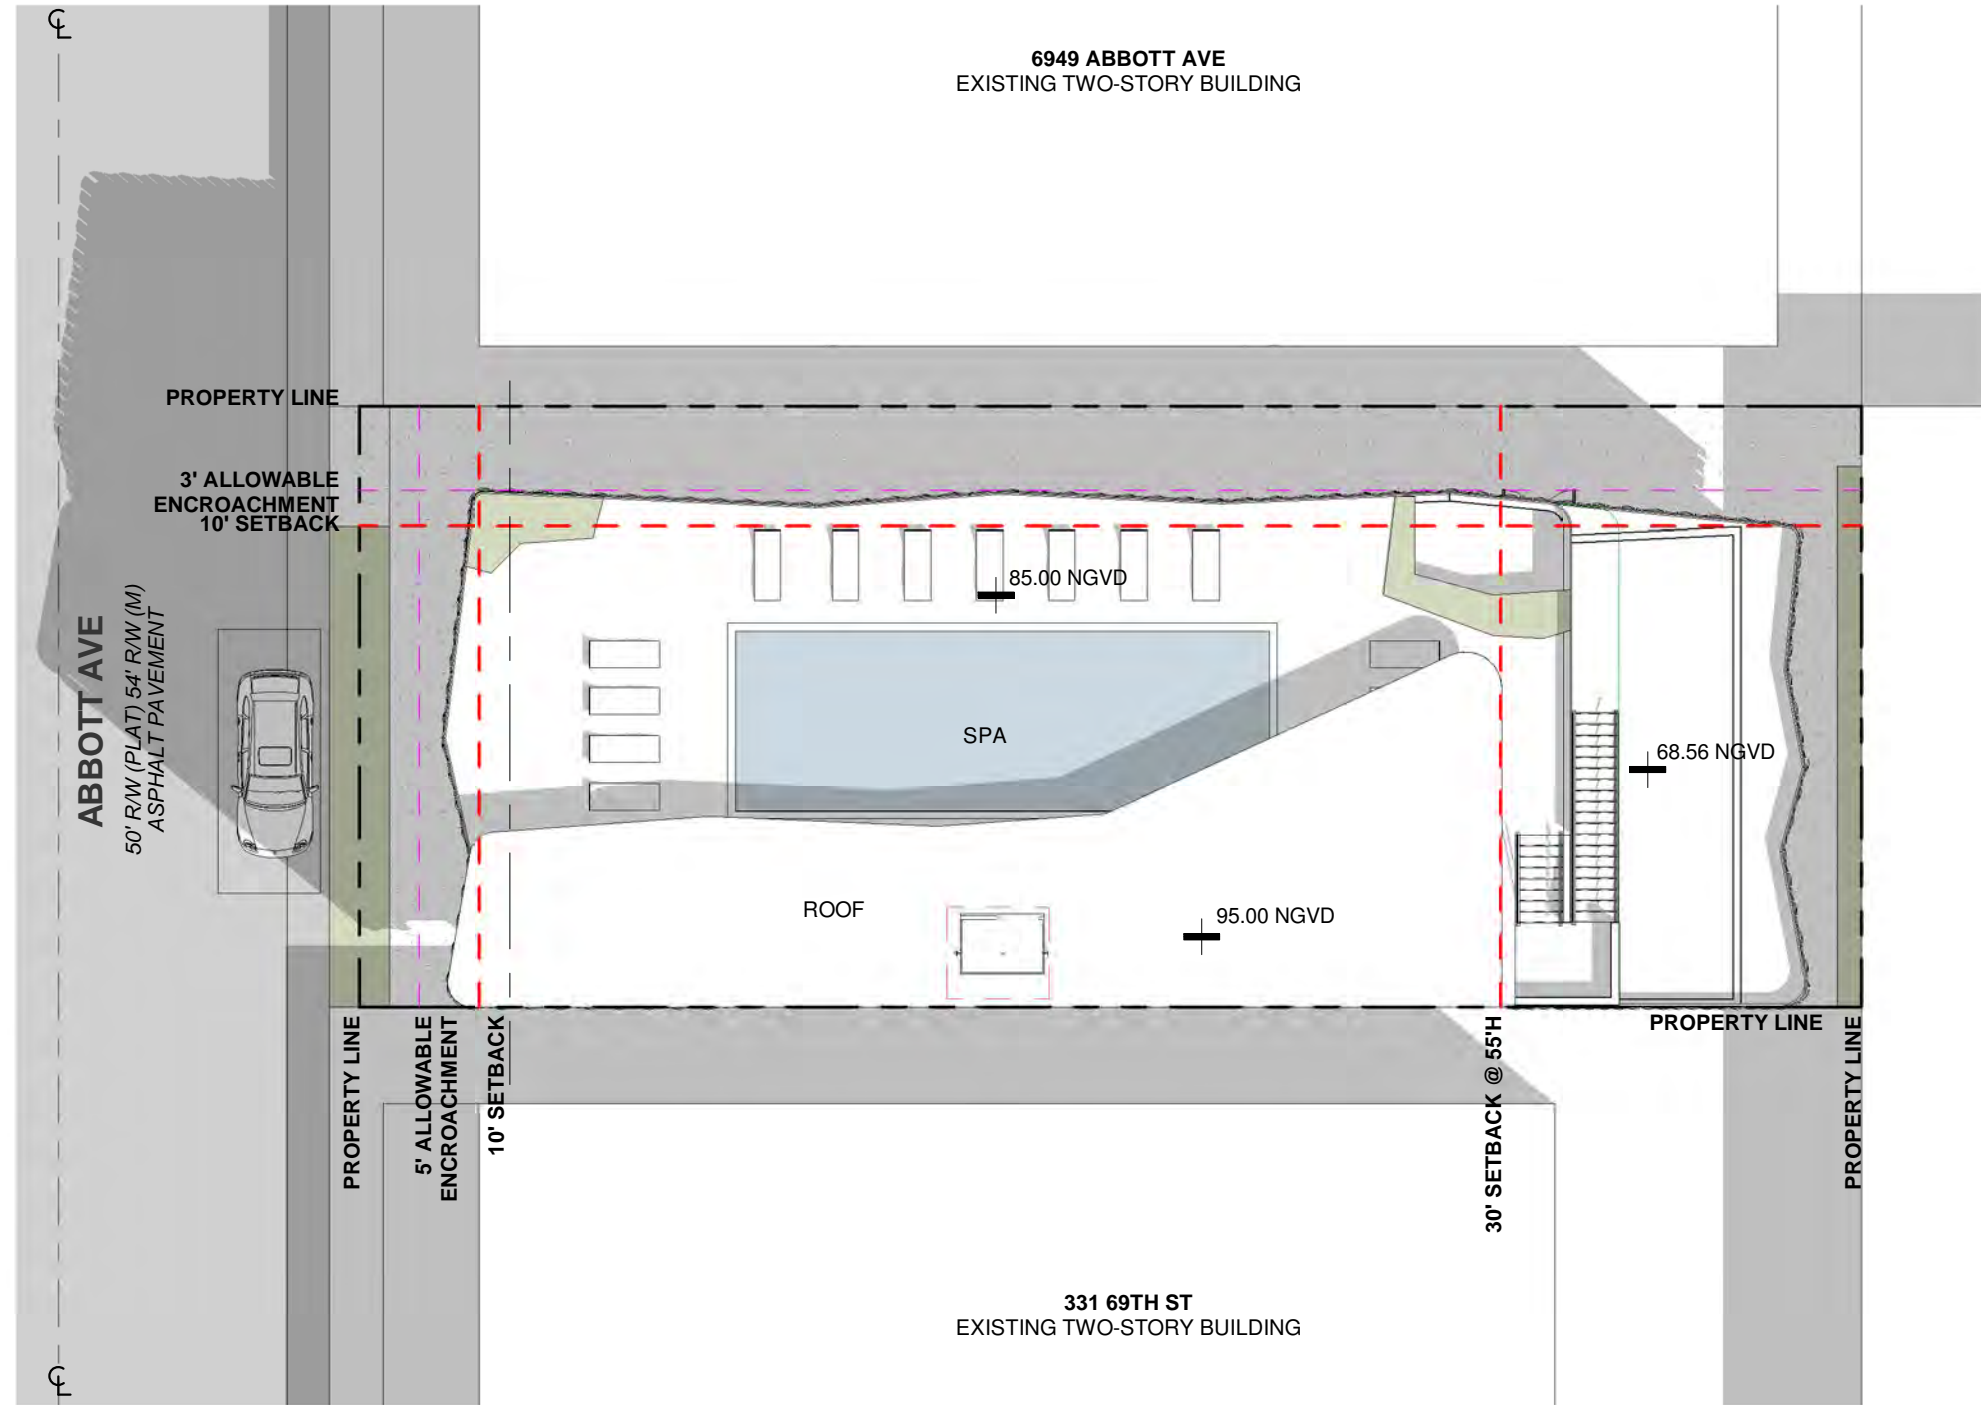 ℄
6949 ABBOTT AVE
EXISTING TWO-STORY BUILDING
PROPERTY LINE
3' ALLOWABLE
ENCROACHMENT
10' SETBACK
85.00 NGVD
ABBOTT AVE
50' R/W (PLAT) 54' R/W (M)
ASPHALT PAVEMENT
SPA
68.56 NGVD
ROOF
95.00 NGVD
PROPERTY LINE
5' ALLOWABLE
ENCROACHMENT
10' SETBACK
30' SETBACK @ 55'H
PROPERTY LINE
PROPERTY LINE
331 69TH ST
EXISTING TWO-STORY BUILDING
℄